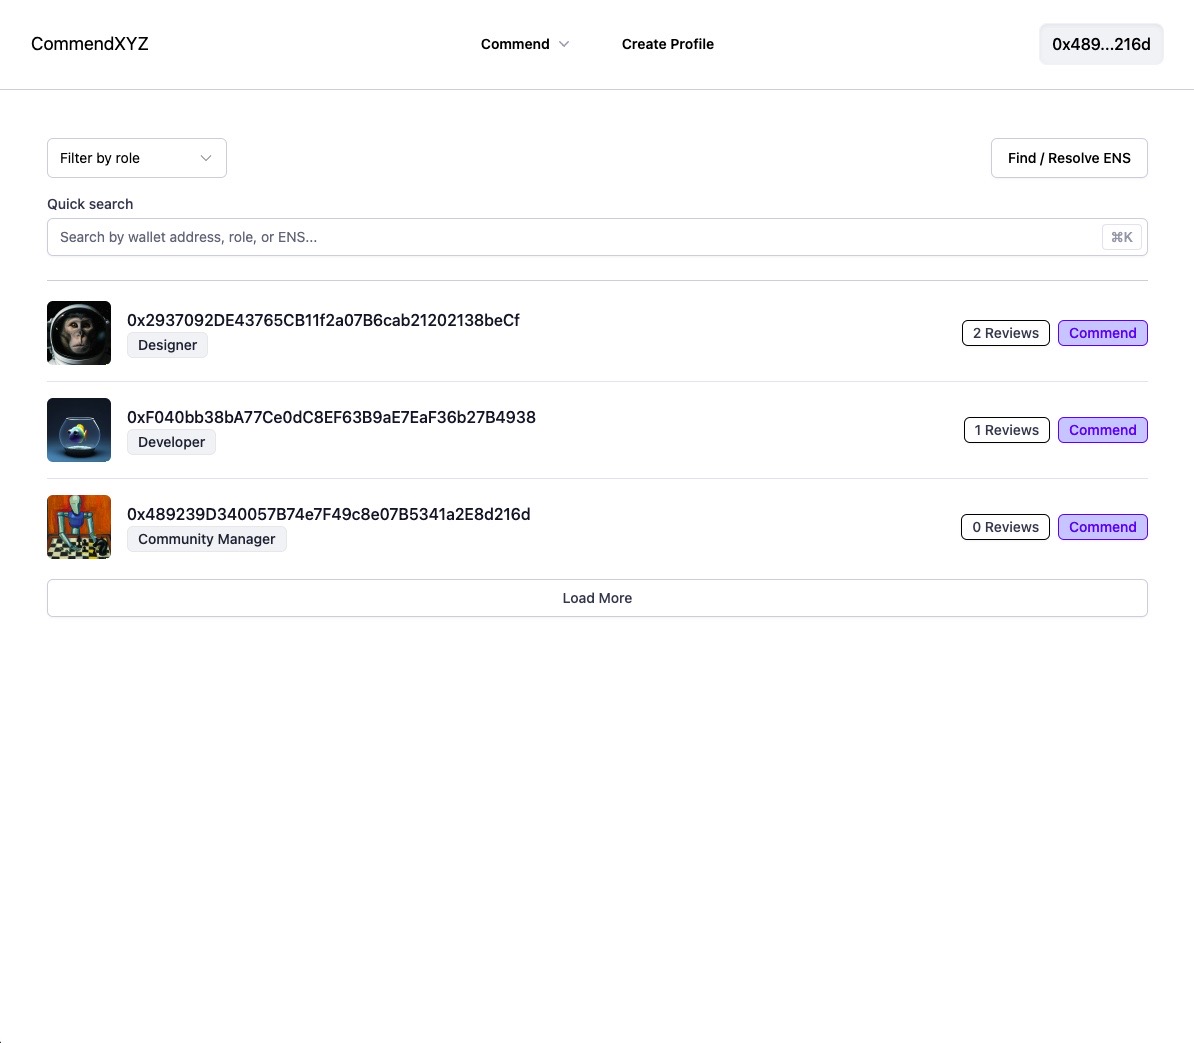 CommendXYZ
Commend
Create Profile
0x489...216d
Filter by role
Find / Resolve ENS
Quick search
Search by wallet address, role, or ENS...
⌘K
0x2937092DE43765CB11f2a07B6cab21202138beCf
Designer
2 Reviews
Commend
0xF040bb38bA77Ce0dC8EF63B9aE7EaF36b27B4938
Developer
1 Reviews
Commend
0x489239D340057B74e7F49c8e07B5341a2E8d216d
Community Manager
0 Reviews
Commend
Load More